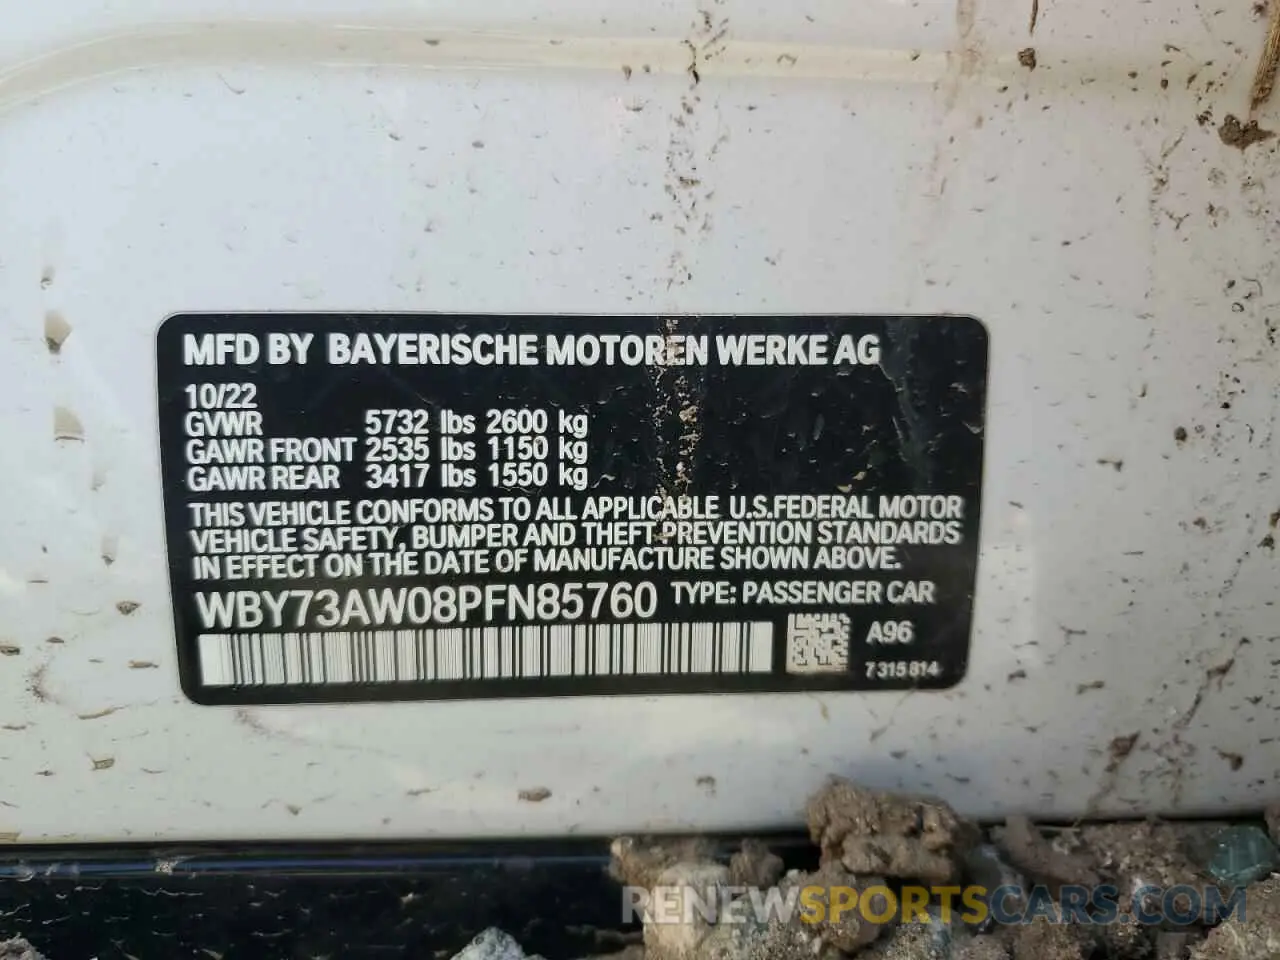 MFD BY BAYERISCHE MOTOREN WERKE AG
10/22
GVWR 5732 lbs 2600 kg
GAWR FRONT 2535 lbs 1150 kg
GAWR REAR 3417 lbs 1550 kg
THIS VEHICLE CONFORMS TO ALL APPLICABLE U.S.FEDERAL MOTOR
VEHICLE SAFETY, BUMPER AND THEFT PREVENTION STANDARDS
IN EFFECT ON THE DATE OF MANUFACTURE SHOWN ABOVE.
WBY73AW08PFN85760 TYPE: PASSENGER CAR
A96
7 315 814
RENEWSPORTSCARS.COM